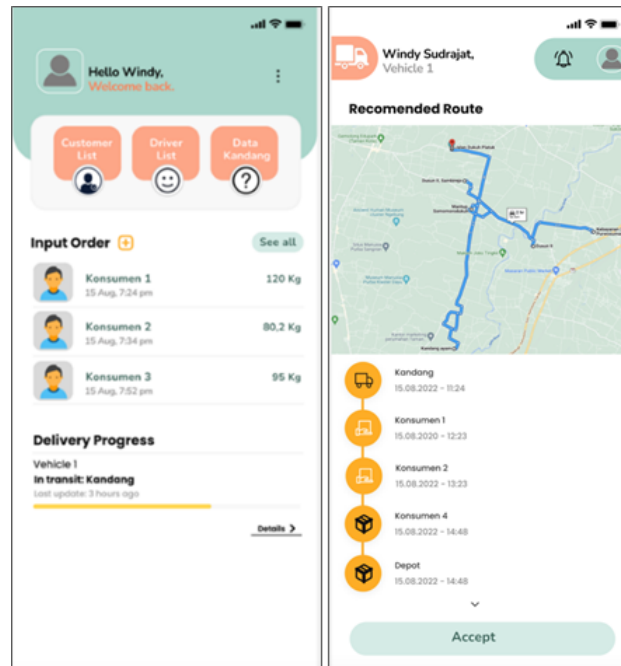 Hello Windy,
Welcome back.
Customer
List
Driver
List
Data
Kandang
Input Order
See all
Konsumen 1
120 Kg
15 Aug, 7:24 pm
Konsumen 2
80,2 Kg
15 Aug, 7:34 pm
Konsumen 3
95 Kg
15 Aug, 7:52 pm
Delivery Progress
Vehicle 1
In transit: Kandang
Last update: 3 hours ago
Details
Windy Sudrajat,
Vehicle 1
Recomended Route
Kandang ayam
Kandang
15.08.2022 - 11:24
Konsumen 1
15.08.2020 - 12:23
Konsumen 2
15.08.2022 - 13:23
Konsumen 4
15.08.2022 - 14:48
Depot
15.08.2022 - 14:48
Accept